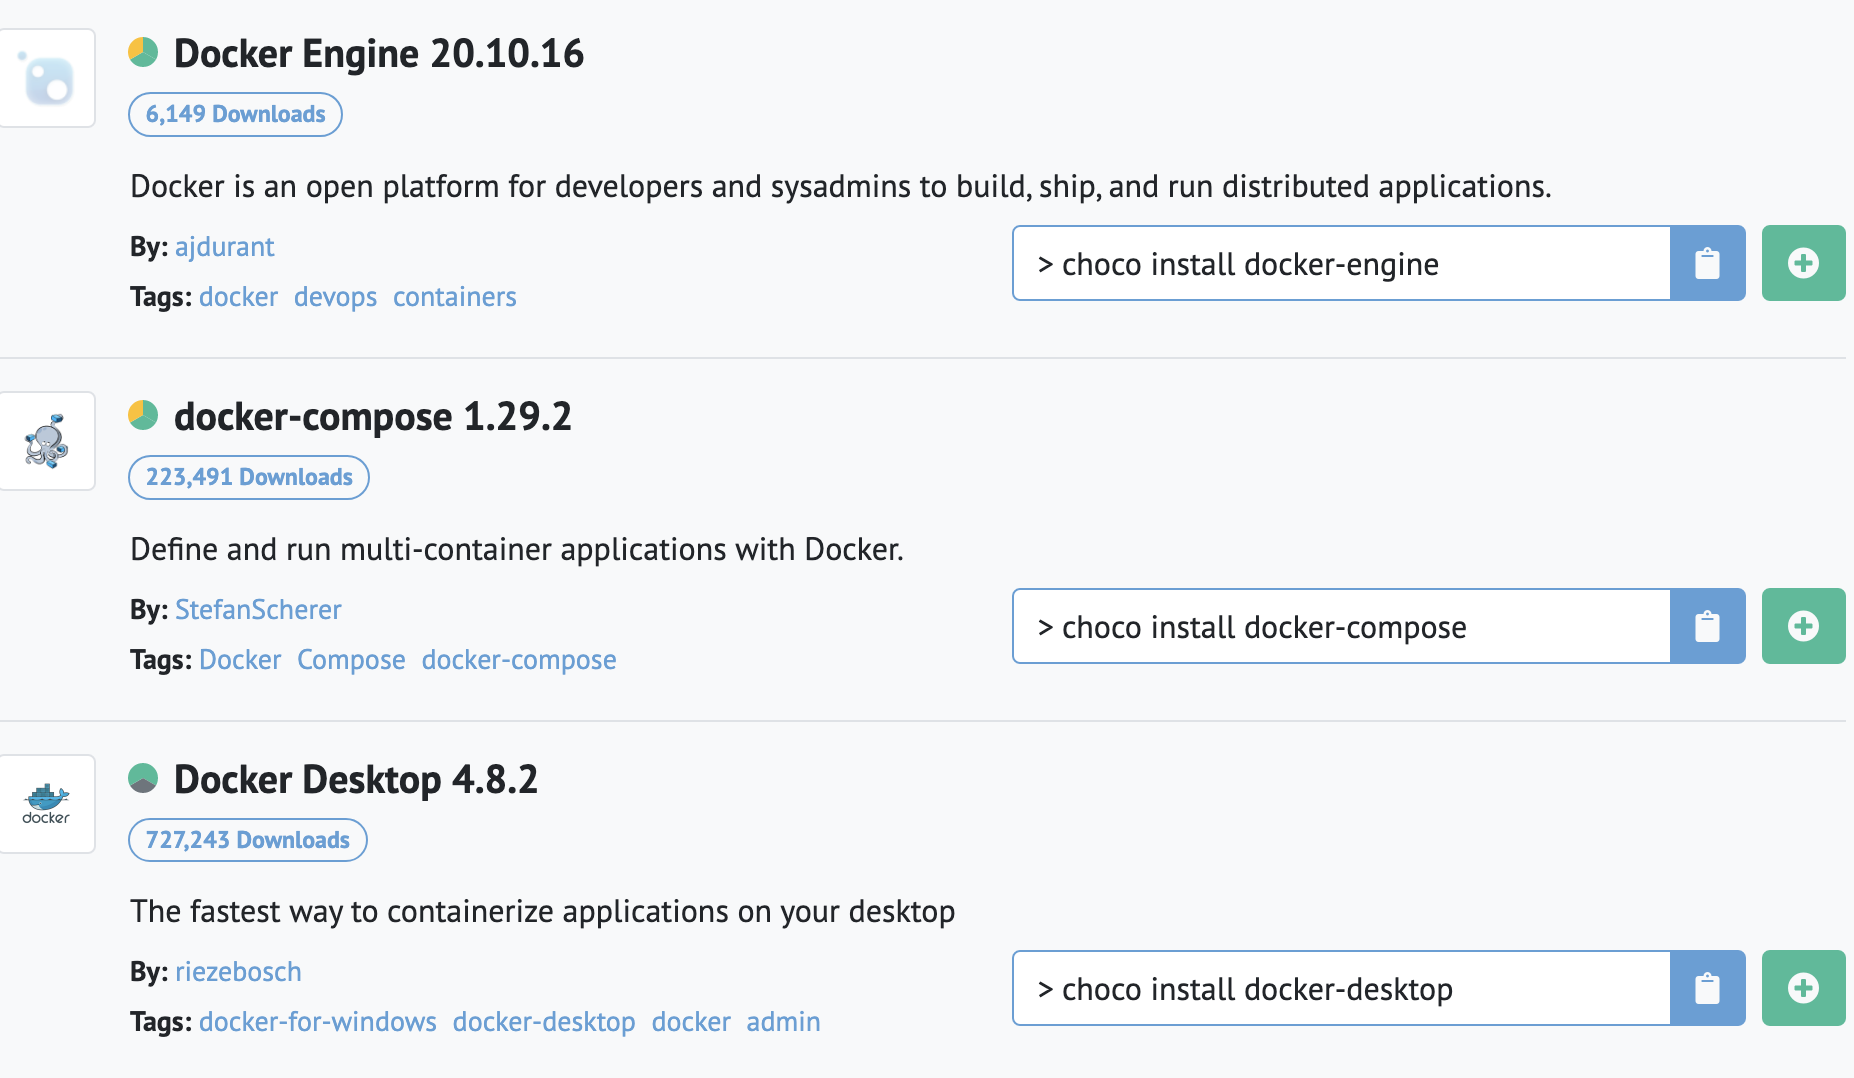 Docker Engine 20.10.16
6,149 Downloads
Docker is an open platform for developers and sysadmins to build, ship, and run distributed applications.
By: ajdurant
> choco install docker-engine
Tags: docker devops containers
docker-compose 1.29.2
223,491 Downloads
Define and run multi-container applications with Docker.
By: StefanScherer
> choco install docker-compose
Tags: Docker Compose docker-compose
docker
Docker Desktop 4.8.2
727,243 Downloads
The fastest way to containerize applications on your desktop
By: riezebosch
> choco install docker-desktop
Tags: docker-for-windows docker-desktop docker admin